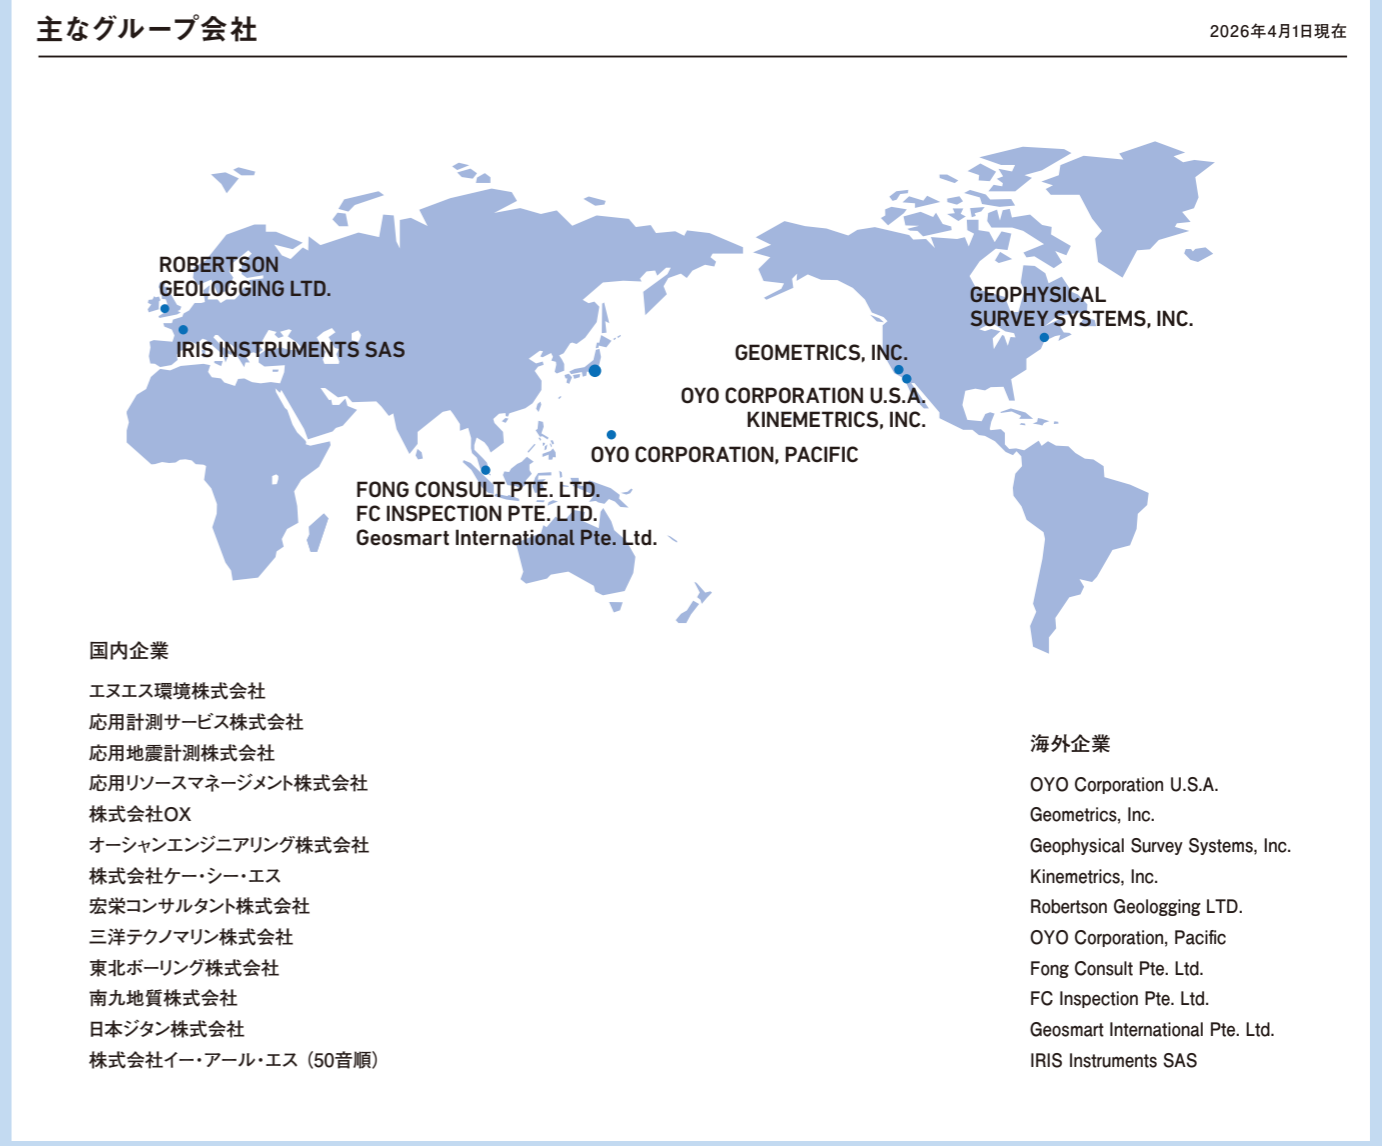 主なグループ会社
2026年4月1日現在
ROBERTSON
GEOLOGGING LTD.
IRIS INSTRUMENTS SAS
GEOPHYSICAL
SURVEY SYSTEMS, INC.
GEOMETRICS, INC.
OYO CORPORATION U.S.A.
KINEMETRICS, INC.
OYO CORPORATION, PACIFIC
FONG CONSULT PTE. LTD.
FC INSPECTION PTE. LTD.
Geosmart International Pte. Ltd.
国内企業
エヌエス環境株式会社
応用計測サービス株式会社
応用地震計測株式会社
応用リソースマネージメント株式会社
株式会社OX
オーシャンエンジニアリング株式会社
株式会社ケー・シー・エス
宏栄コンサルタント株式会社
三洋テクノマリン株式会社
東北ボーリング株式会社
南九地質株式会社
日本ジタン株式会社
株式会社イー・アール・エス（50音順）
海外企業
OYO Corporation U.S.A.
Geometrics, Inc.
Geophysical Survey Systems, Inc.
Kinemetrics, Inc.
Robertson Geologging LTD.
OYO Corporation, Pacific
Fong Consult Pte. Ltd.
FC Inspection Pte. Ltd.
Geosmart International Pte. Ltd.
IRIS Instruments SAS